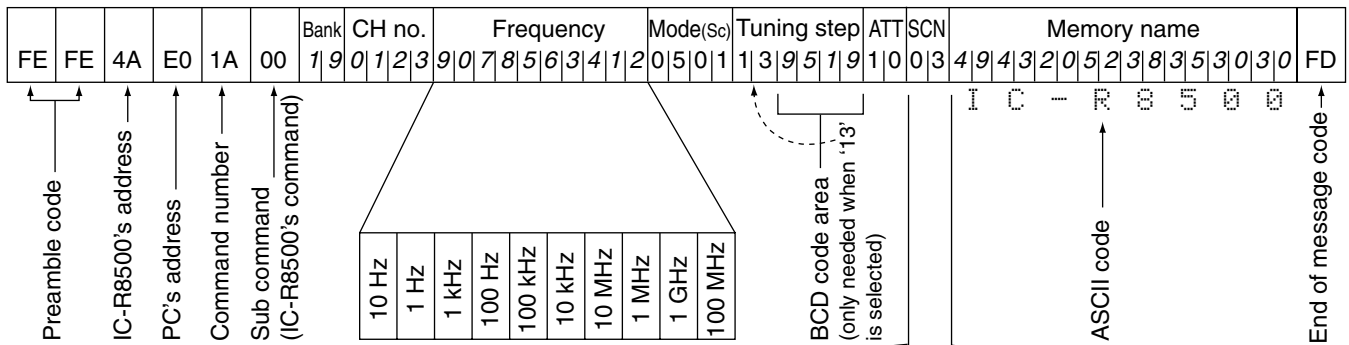 Bank CH no. Frequency Mode(Sc) Tuning step ATT SCN Memory name
FE FE 4A E0 1A 00 1 9 0 1 2 3 9 0 7 8 5 6 3 4 1 2 0 5 0 1 1 3 9 5 1 9 1 0 0 3 4 9 4 3 2 0 5 2 3 8 3 5 3 0 3 0 FD
I C - R 8 5 0 0
Preamble code
IC-R8500's address
PC's address
Command number
Sub command
(IC-R8500's command)
10 Hz
1 Hz
1 kHz
100 Hz
100 kHz
10 kHz
10 MHz
1 MHz
1 GHz
100 MHz
BCD code area
(only needed when '13'
is selected)
ASCII code
End of message code